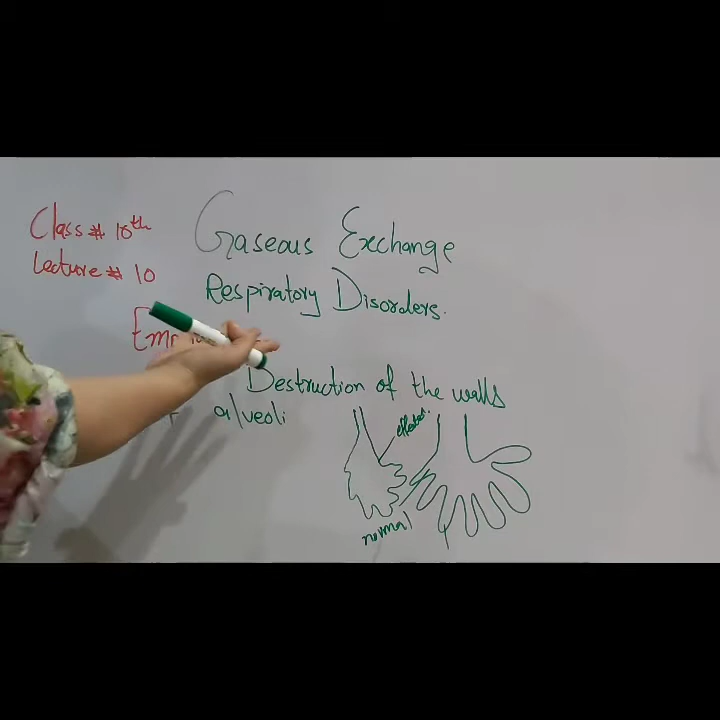 Class # 10th
Lecture # 10
Gaseous Exchange
Respiratory Disorders.
Destruction of the walls
alveoli
normal